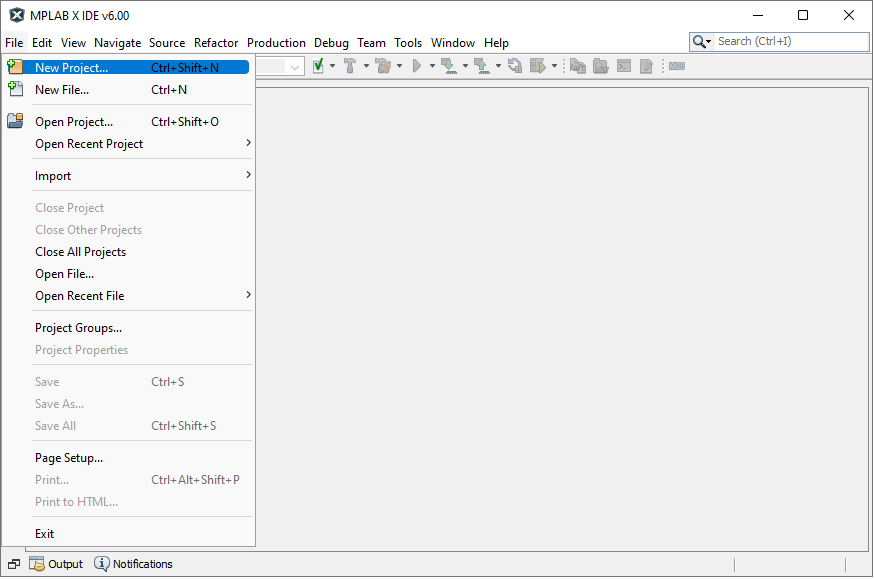 MPLAB X IDE v6.00
File Edit View Navigate Source Refactor Production Debug Team Tools Window Help
Search (Ctrl+I)
New Project... Ctrl+Shift+N
New File... Ctrl+N
Open Project... Ctrl+Shift+O
Open Recent Project
Import
Close Project
Close Other Projects
Close All Projects
Open File...
Open Recent File
Project Groups...
Project Properties
Save Ctrl+S
Save As...
Save All Ctrl+Shift+S
Page Setup...
Print... Ctrl+Alt+Shift+P
Print to HTML...
Exit
Output Notifications